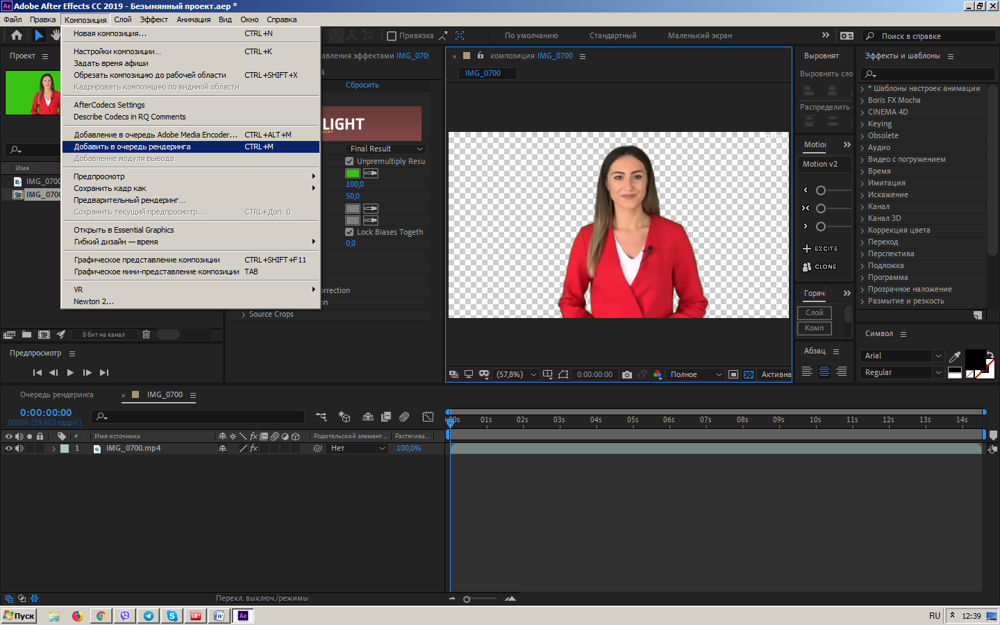 Adobe After Effects CC 2019 - Безымянный проект.aep *
Файл Правка Композиция Слой Эффект Анимация Вид Окно Справка
Привязка По умолчанию Стандартный Маленький экран Поиск в справке
Проект
Имя
IMG_0700
IMG_0700
8 бит на канал
Новая композиция... CTRL+N
Настройки композиции... CTRL+K
Задать время афиши
Обрезать композицию до рабочей области CTRL+SHIFT+X
Кадрировать композицию по видимой области
AfterCodecs Settings
Describe Codecs in RQ Comments
Добавление в очередь Adobe Media Encoder... CTRL+ALT+M
Добавить в очередь рендеринга CTRL+M
Добавление модуля вывода
Предпросмотр
Сохранить кадр как
Предварительный рендеринг...
Сохранить текущий предпросмотр... CTRL+Доп. 0
Открыть в Essential Graphics
Гибкий дизайн — время
Графическое представление композиции CTRL+SHIFT+F11
Графическое мини-представление композиции TAB
VR
Newton 2...
авления эффектами IMG_070
4
Сбросить
LIGHT
Final Result
Unpremultiply Resu
100,0
50,0
Lock Biases Togeth
0,0
orrection
on
Source Crops
композиция IMG_0700
IMG_0700
(57,8%) 0:00:00:00 Полное Активна
Выровнят
Выровнять сло
Распределить
Motion
Motion v2
EXCITE
CLONE
Горяч
Слой
Комп
Абзац
Эффекты и шаблоны
* Шаблоны настроек анимации
Boris FX Mocha
CINEMA 4D
Keying
Obsolete
Аудио
Видео с погружением
Время
Имитация
Искажение
Канал
Канал 3D
Коррекция цвета
Переход
Перспектива
Подложка
Программа
Прозрачное наложение
Размытие и резкость
Символ
Arial
Regular
Предпросмотр
Очередь рендеринга IMG_0700
0:00:00:00
00000 (59.003 кадр/с)
# Имя источника Родительский элемент ... Растягива...
1 IMG_0700.mp4 Нет 100,0%
:00s 01s 02s 03s 04s 05s 06s 07s 08s 09s 10s 11s 12s 13s 14s
Перекл. выключ./режимы
Пуск RU 12:39